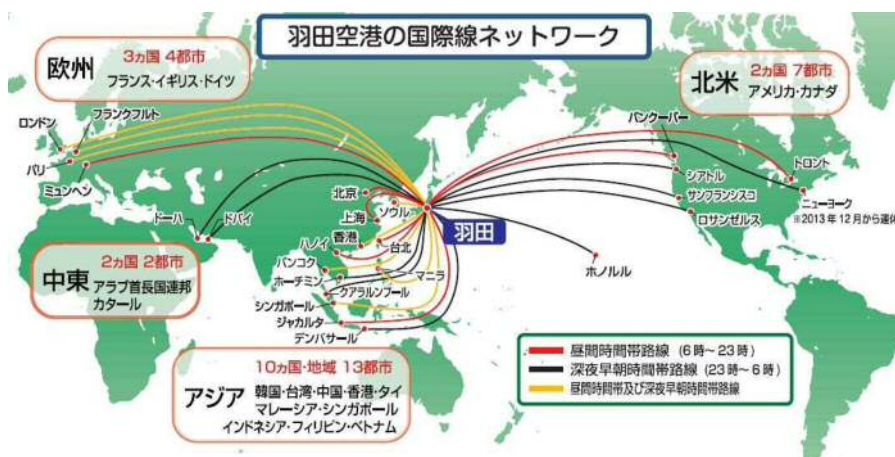 羽田空港の国際線ネットワーク
欧州
3ヵ国 4都市
フランス・イギリス・ドイツ
北米
2ヵ国 7都市
アメリカ・カナダ
ロンドン
フランクフルト
パリ
ミュンヘン
バンクーバー
シアトル
サンフランシスコ
ロサンゼルス
トロント
ニューヨーク
※2013年12月から運休
ホノルル
北京
ソウル
上海
羽田
香港
台北
ハノイ
バンコク
マニラ
ホーチミン
クアラルンプール
シンガポール
ジャカルタ
デンパサール
ドーハ
ドバイ
中東
2ヵ国 2都市
アラブ首長国連邦
カタール
アジア
10ヵ国・地域 13都市
韓国・台湾・中国・香港・タイ
マレーシア・シンガポール
インドネシア・フィリピン・ベトナム
昼間時間帯路線 (6時〜23時)
深夜早朝時間帯路線 (23時〜6時)
昼間時間帯及び深夜早朝時間帯路線